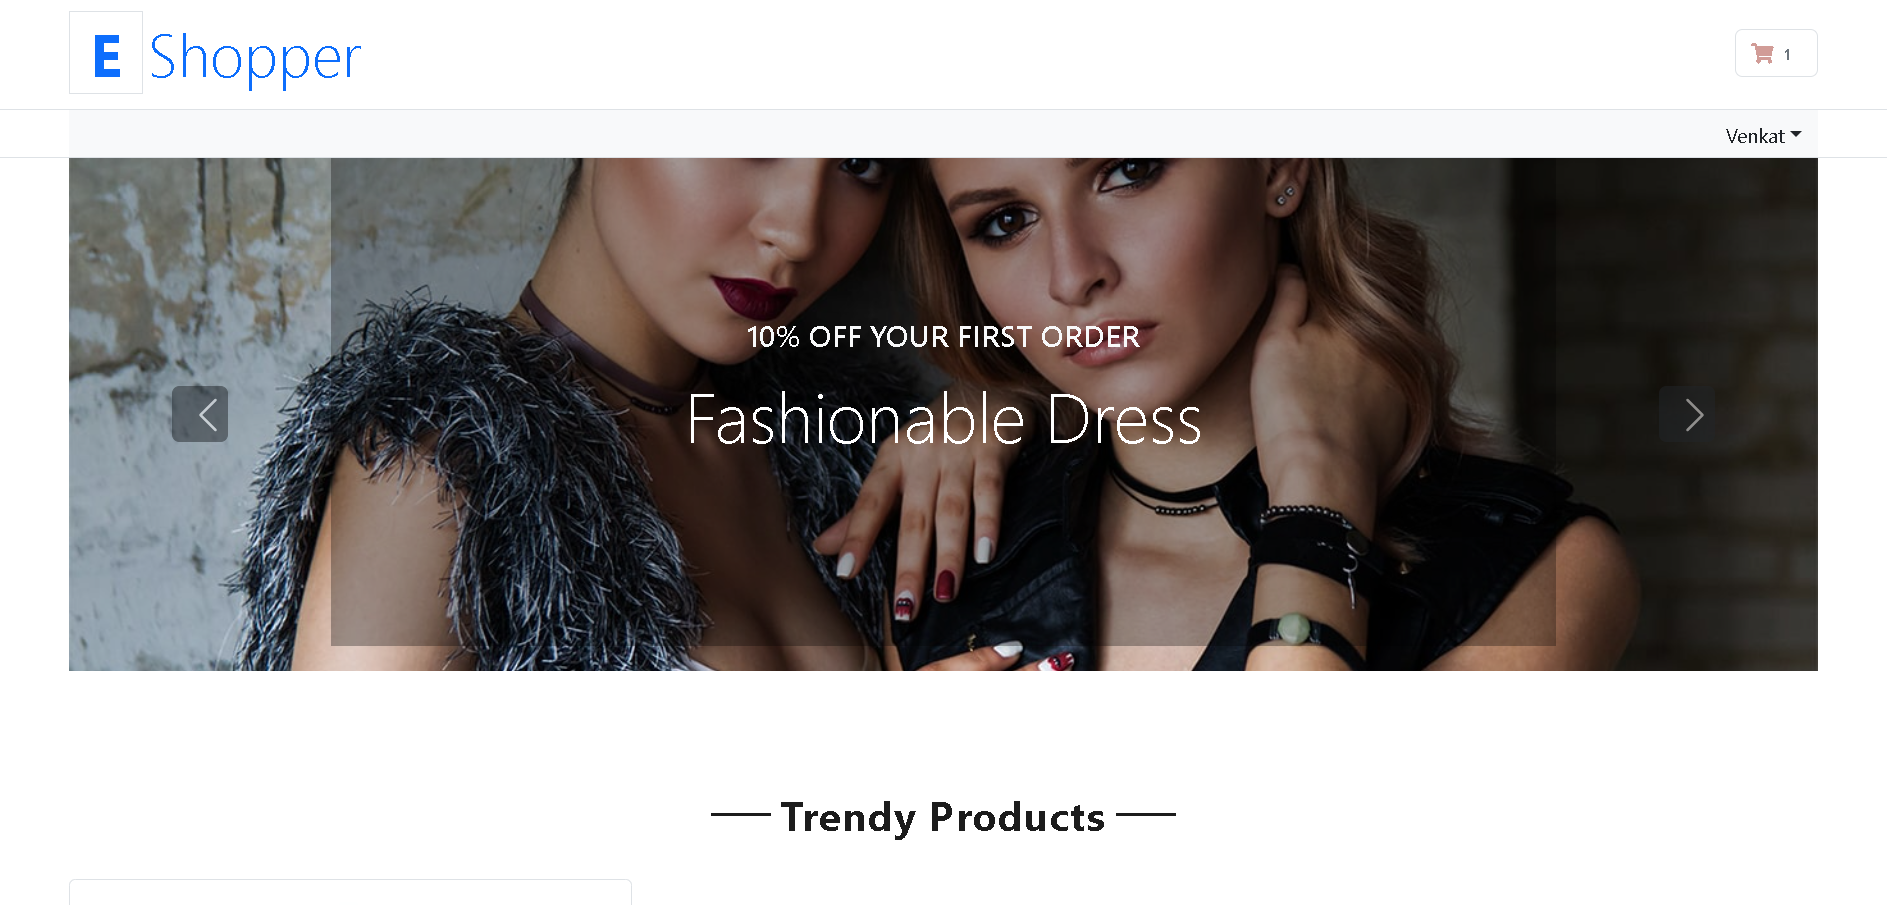 E Shopper
1
Venkat
10% OFF YOUR FIRST ORDER
Fashionable Dress
Trendy Products